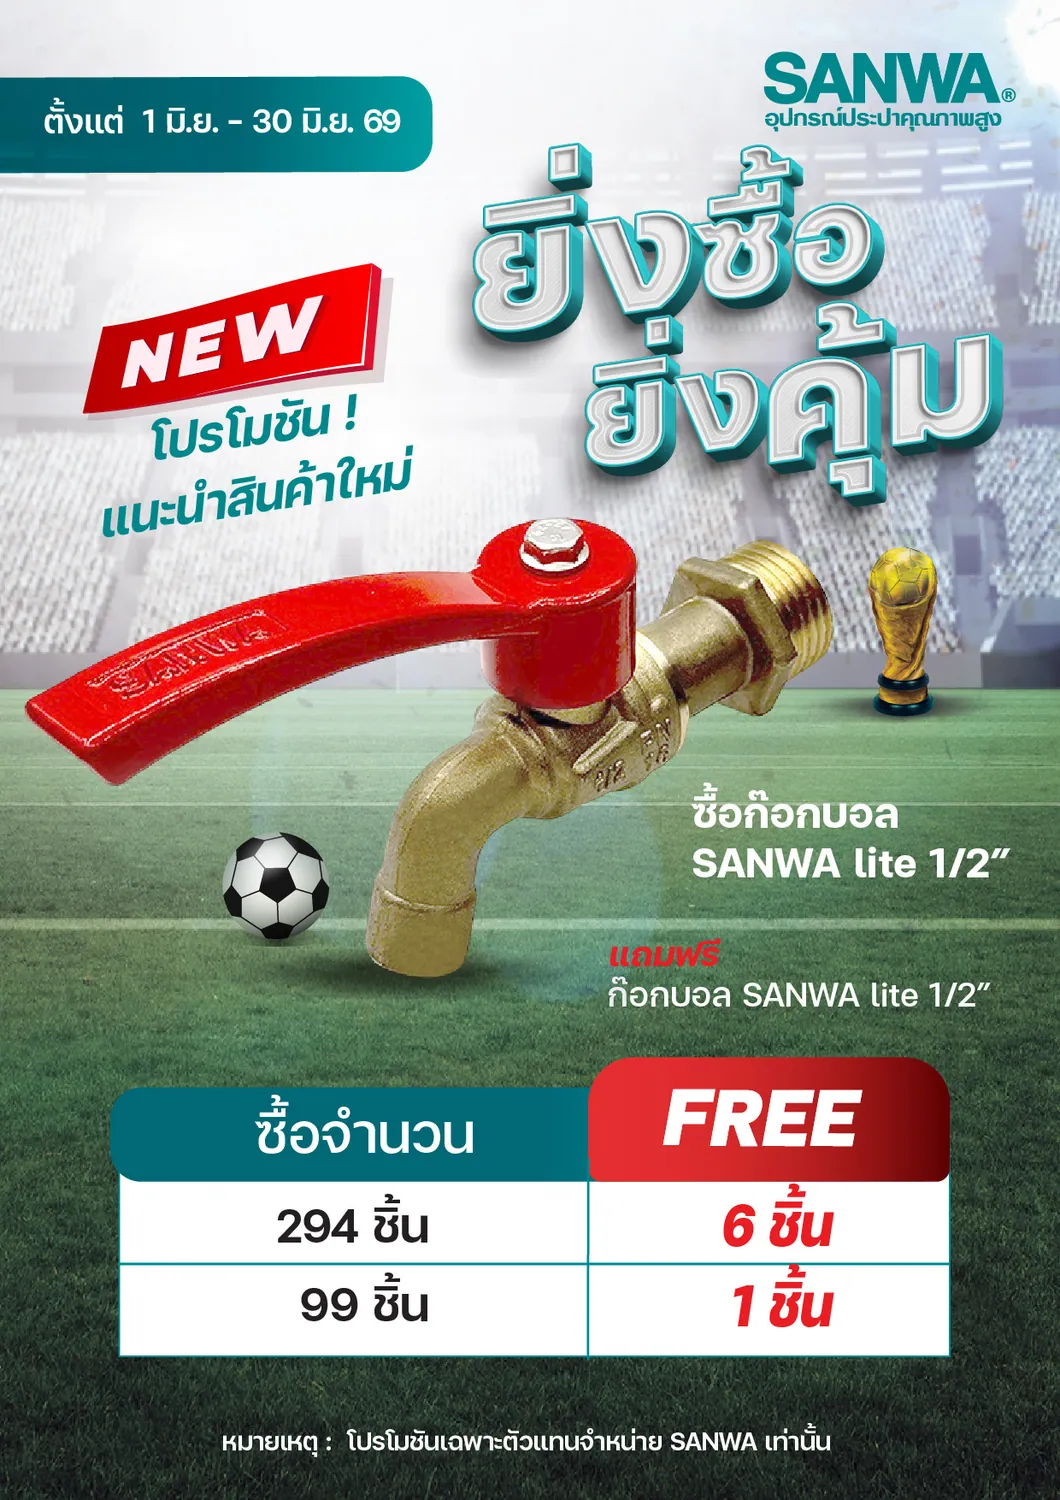 ตั้งแต่ 1 มิ.ย. - 30 มิ.ย. 69
SANWA®
อุปกรณ์ประปาคุณภาพสูง
ยิ่งซื้อ
ยิ่งคุ้ม
NEW
โปรโมชัน !
แนะนำสินค้าใหม่
SANWA
1/2
PN
16
ซื้อก๊อกบอล
SANWA lite 1/2”
แถมฟรี
ก๊อกบอล SANWA lite 1/2”
ซื้อจำนวน FREE
294 ชิ้น 6 ชิ้น
99 ชิ้น 1 ชิ้น
หมายเหตุ : โปรโมชันเฉพาะตัวแทนจำหน่าย SANWA เท่านั้น